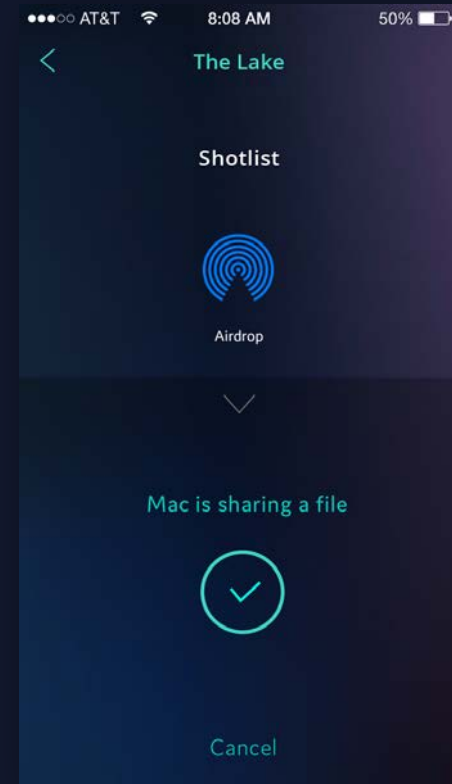 AT&T 8:08 AM 50%
The Lake
Shotlist
Airdrop
Mac is sharing a file
Cancel